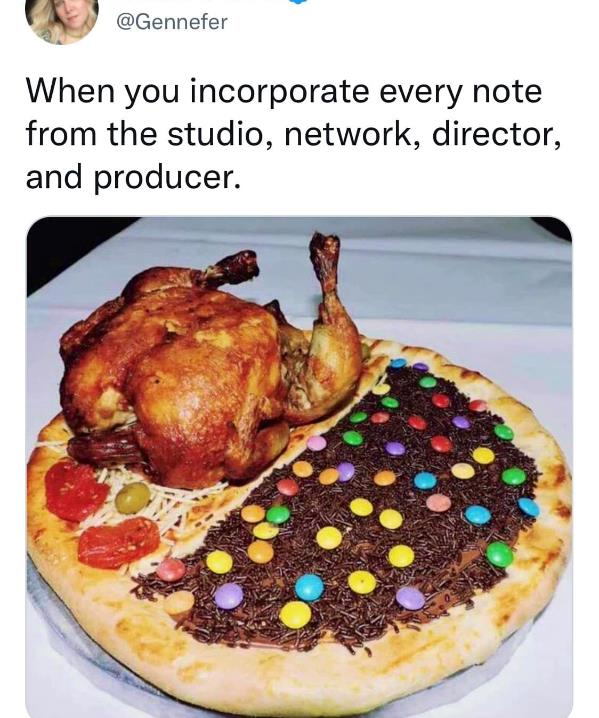 @Gennefer
When you incorporate every note
from the studio, network, director,
and producer.